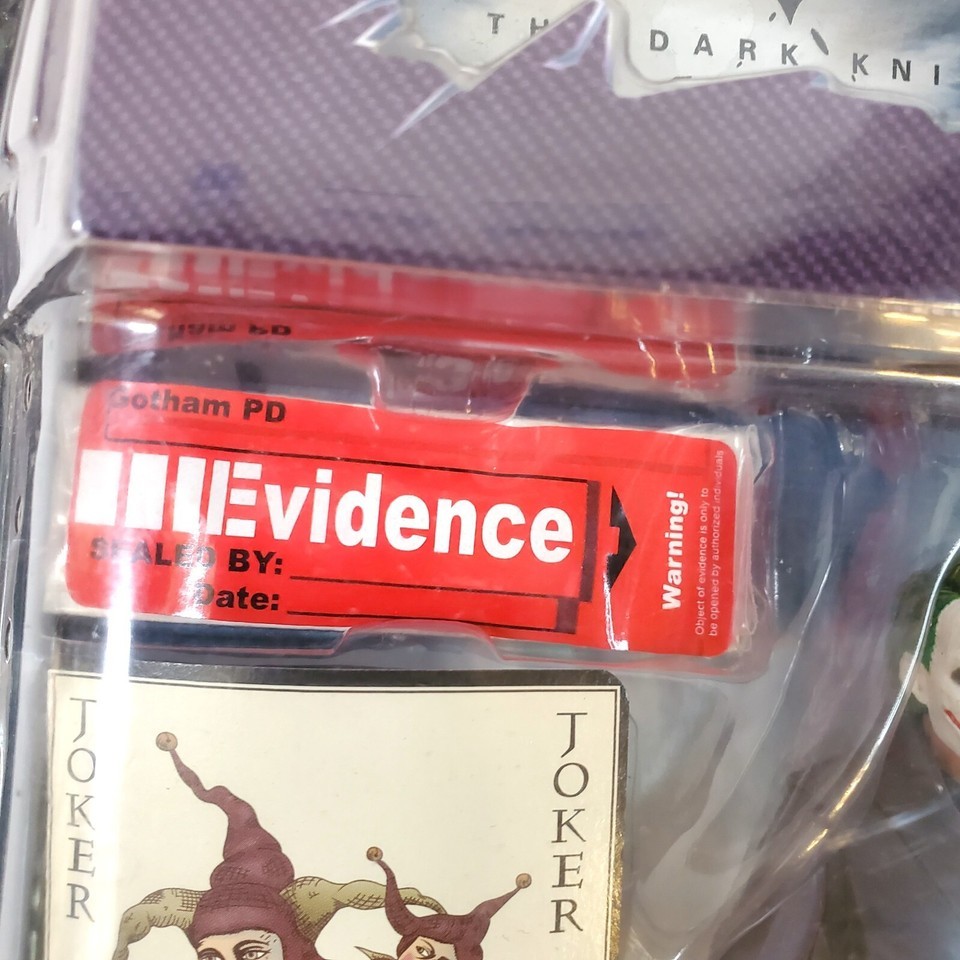 DARK KNI
Gotham PD
Evidence
SEALED BY:
Date:
Warning!
Object of evidence is only to
be opened by authorized individuals
JOKER
JOKER